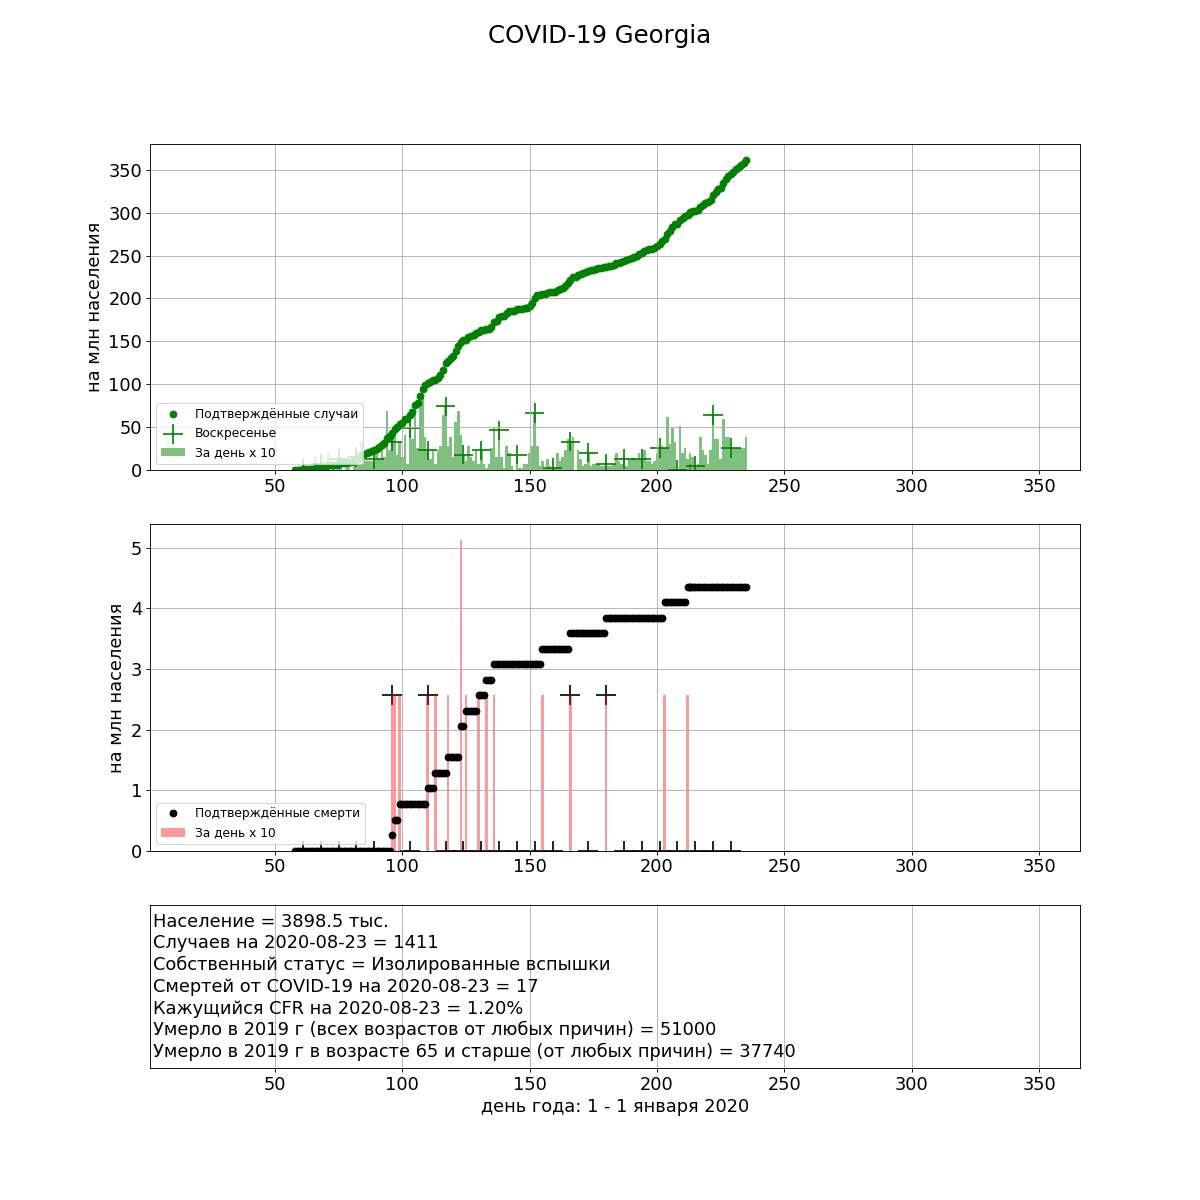 COVID-19 Georgia
на млн населения
350
300
250
200
150
100
50
0
Подтверждённые случаи
Воскресенье
За день x 10
50 100 150 200 250 300 350
на млн населения
5
4
3
2
1
0
Подтверждённые смерти
За день x 10
50 100 150 200 250 300 350
Население = 3898.5 тыс.
Случаев на 2020-08-23 = 1411
Собственный статус = Изолированные вспышки
Смертей от COVID-19 на 2020-08-23 = 17
Кажущийся CFR на 2020-08-23 = 1.20%
Умерло в 2019 г (всех возрастов от любых причин) = 51000
Умерло в 2019 г в возрасте 65 и старше (от любых причин) = 37740
50 100 150 200 250 300 350
день года: 1 - 1 января 2020